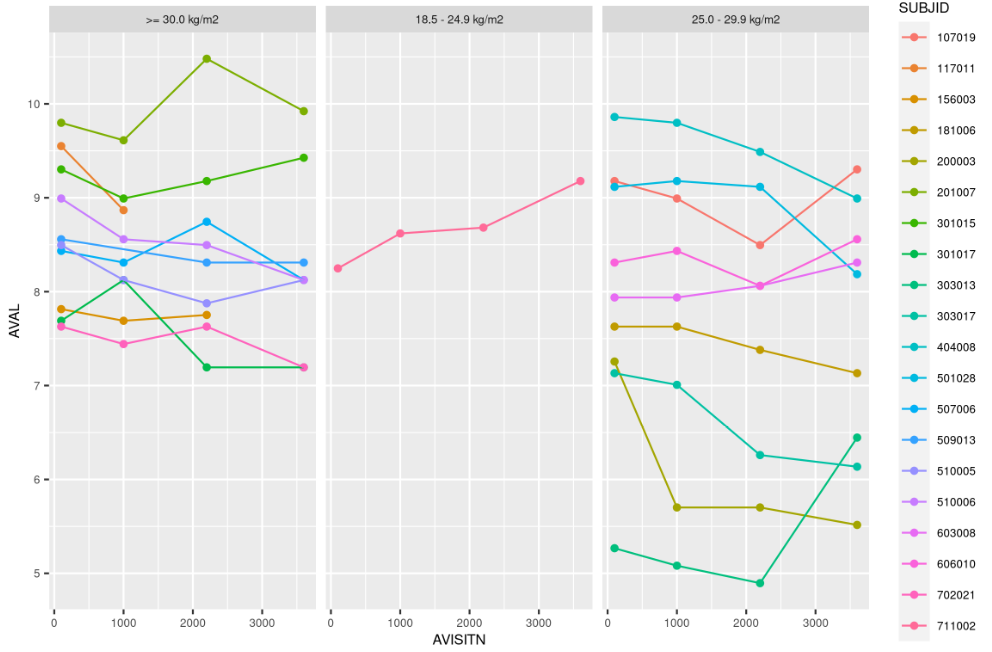 >= 30.0 kg/m2
18.5 - 24.9 kg/m2
25.0 - 29.9 kg/m2
SUBJID
107019
117011
156003
181006
200003
201007
301015
301017
303013
303017
404008
501028
507006
509013
510005
510006
603008
606010
702021
711002
AVAL
10
9
8
7
6
5
0 1000 2000 3000
0 1000 2000 3000
0 1000 2000 3000
AVISITN